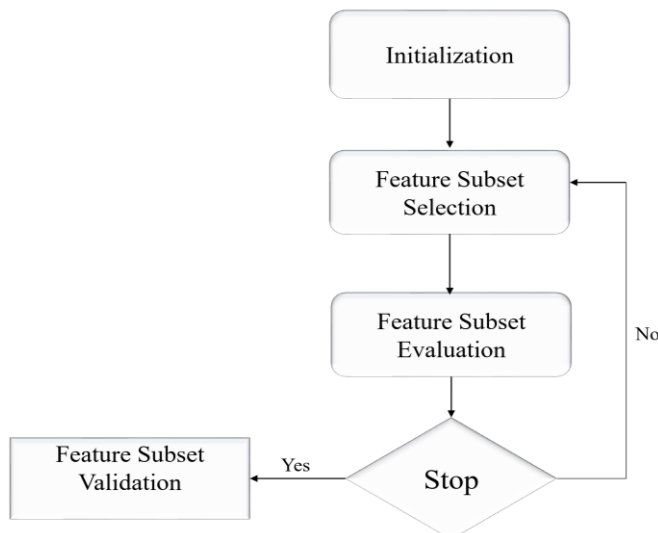 Initialization
Feature Subset
Selection
Feature Subset
Evaluation
No
Stop
Yes
Feature Subset
Validation